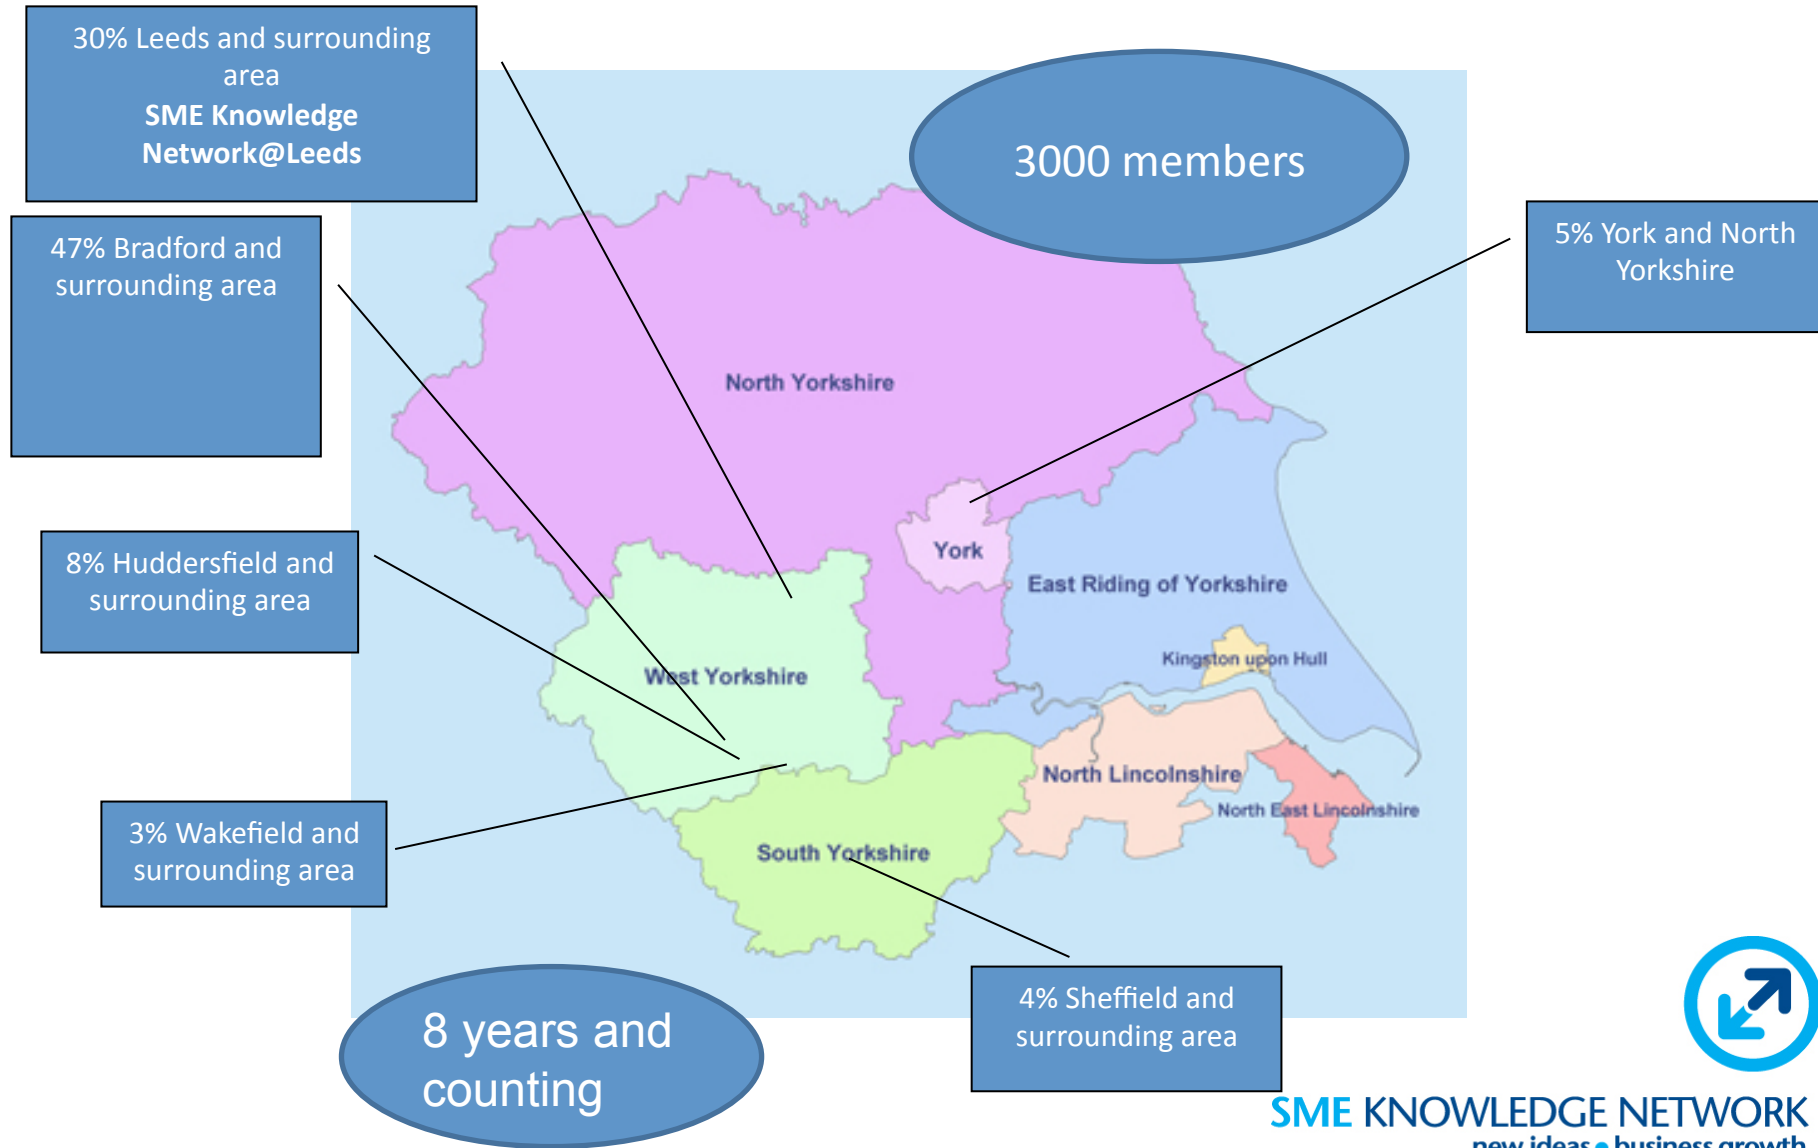 30% Leeds and surrounding
area
SME Knowledge
Network@Leeds
3000 members
47% Bradford and
surrounding area
5% York and North
Yorkshire
North Yorkshire
York
East Riding of Yorkshire
8% Huddersfield and
surrounding area
Kingston upon Hull
West Yorkshire
North Lincolnshire
North East Lincolnshire
3% Wakefield and
surrounding area
South Yorkshire
8 years and
counting
4% Sheffield and
surrounding area
SME KNOWLEDGE NETWORK
new ideas • business growth